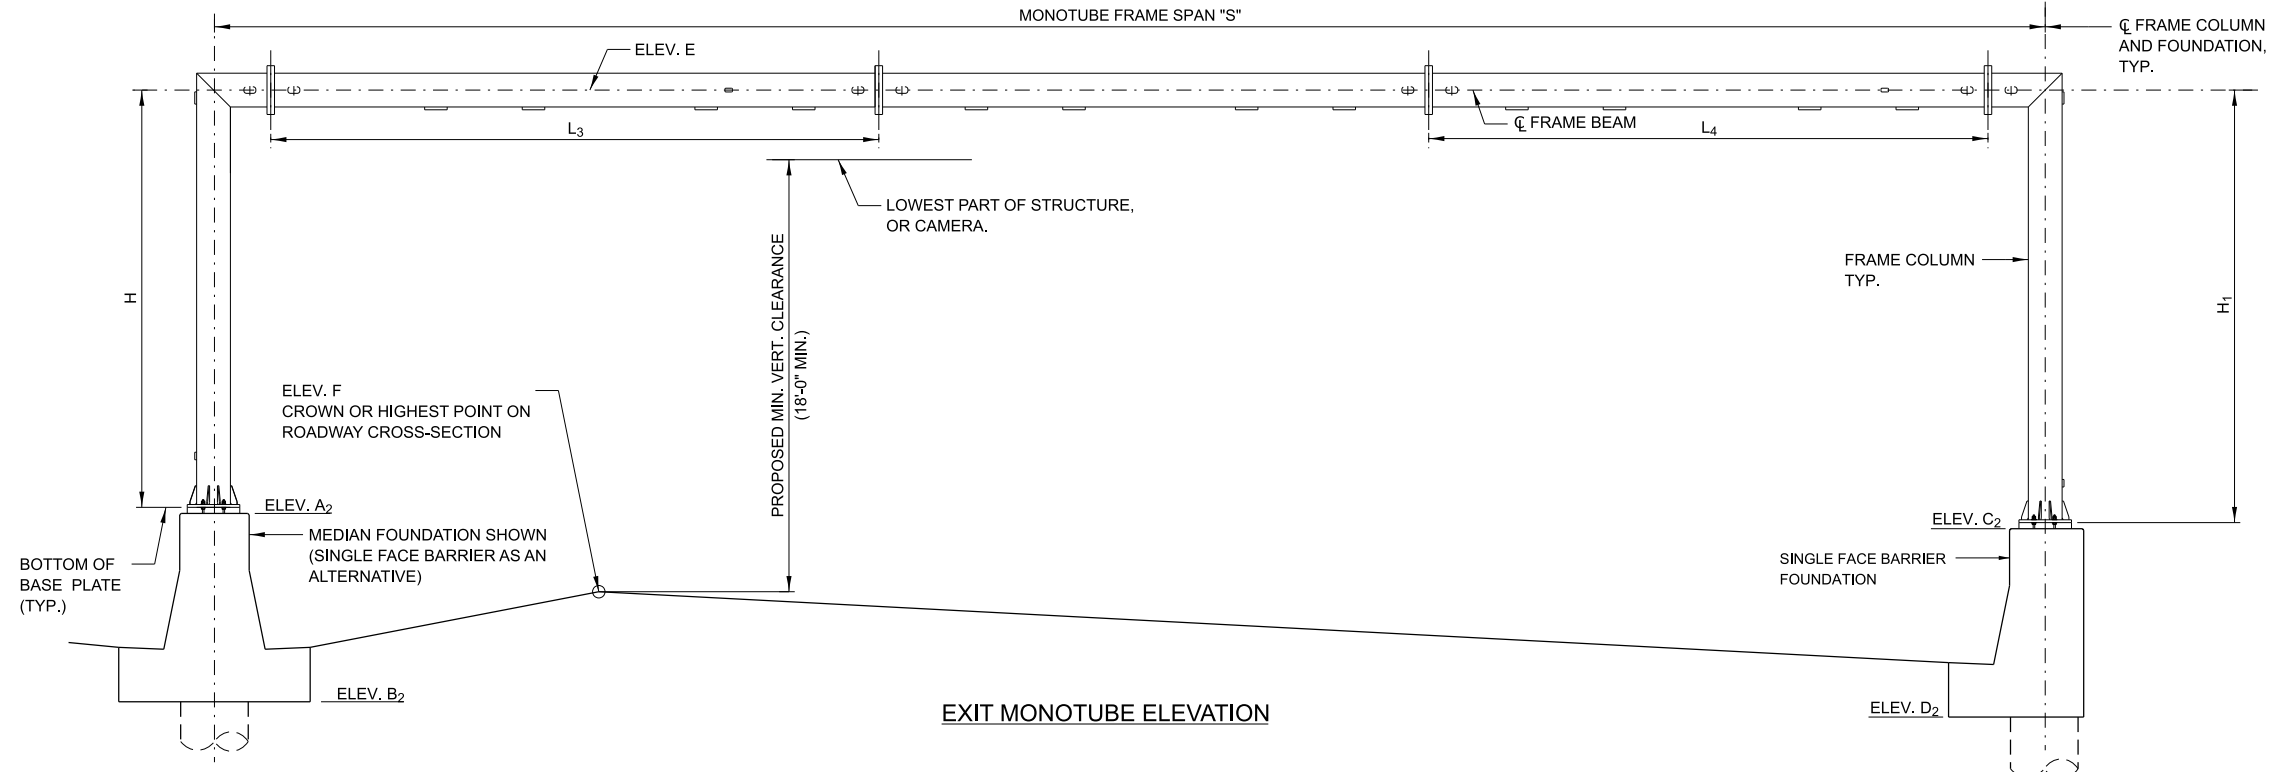 MONOTUBE FRAME SPAN "S"
℄ FRAME COLUMN
AND FOUNDATION,
TYP.
ELEV. E
L3
℄ FRAME BEAM
L4
LOWEST PART OF STRUCTURE,
OR CAMERA.
PROPOSED MIN. VERT. CLEARANCE
(18'-0" MIN.)
H
FRAME COLUMN
TYP.
H1
ELEV. F
CROWN OR HIGHEST POINT ON
ROADWAY CROSS-SECTION
ELEV. A2
MEDIAN FOUNDATION SHOWN
(SINGLE FACE BARRIER AS AN
ALTERNATIVE)
BOTTOM OF
BASE PLATE
(TYP.)
ELEV. B2
ELEV. C2
SINGLE FACE BARRIER
FOUNDATION
ELEV. D2
EXIT MONOTUBE ELEVATION